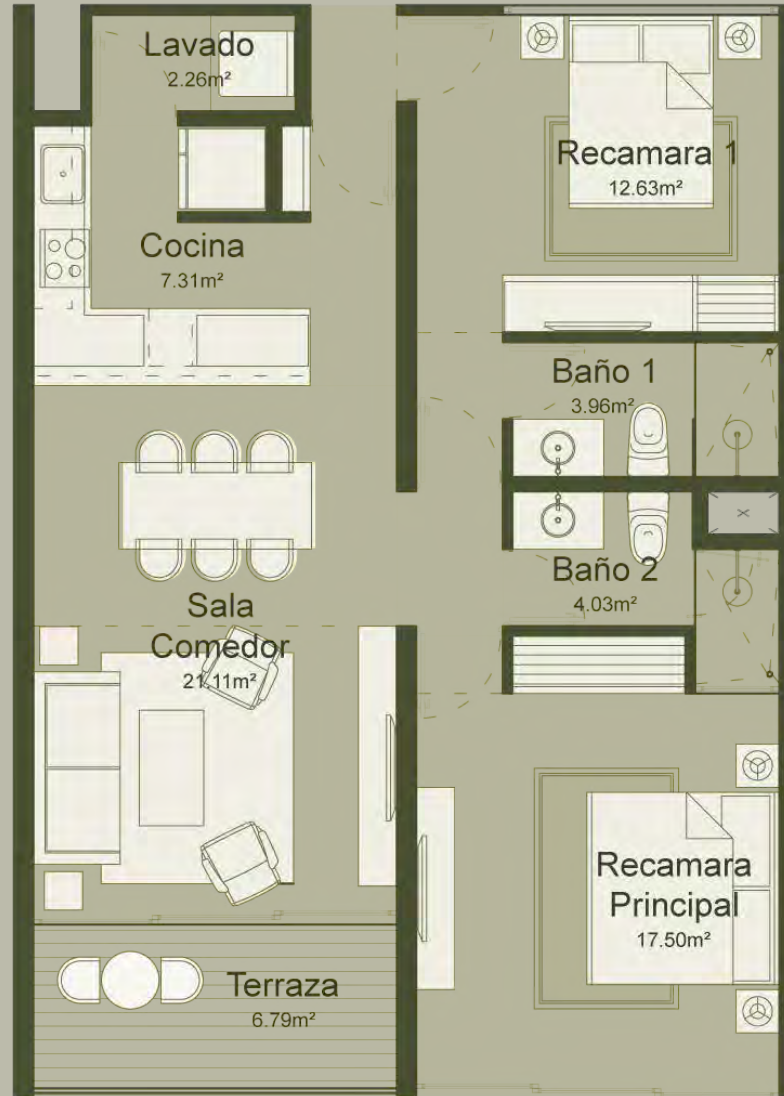 Lavado
2.26m²
Recamara 1
12.63m²
Cocina
7.31m²
Baño 1
3.96m²
Baño 2
4.03m²
Sala
Comedor
21.11m²
Recamara
Principal
17.50m²
Terraza
6.79m²